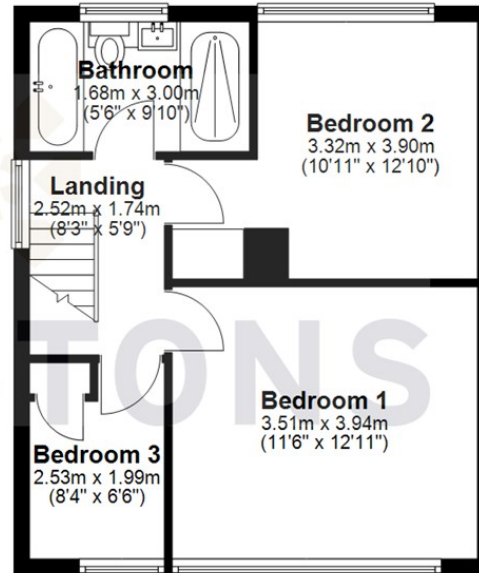 Bathroom
1.68m x 3.00m
(5'6" x 9'10")
Bedroom 2
3.32m x 3.90m
(10'11" x 12'10")
Landing
2.52m x 1.74m
(8'3" x 5'9")
TONS
Bedroom 1
3.51m x 3.94m
(11'6" x 12'11")
Bedroom 3
2.53m x 1.99m
(8'4" x 6'6")